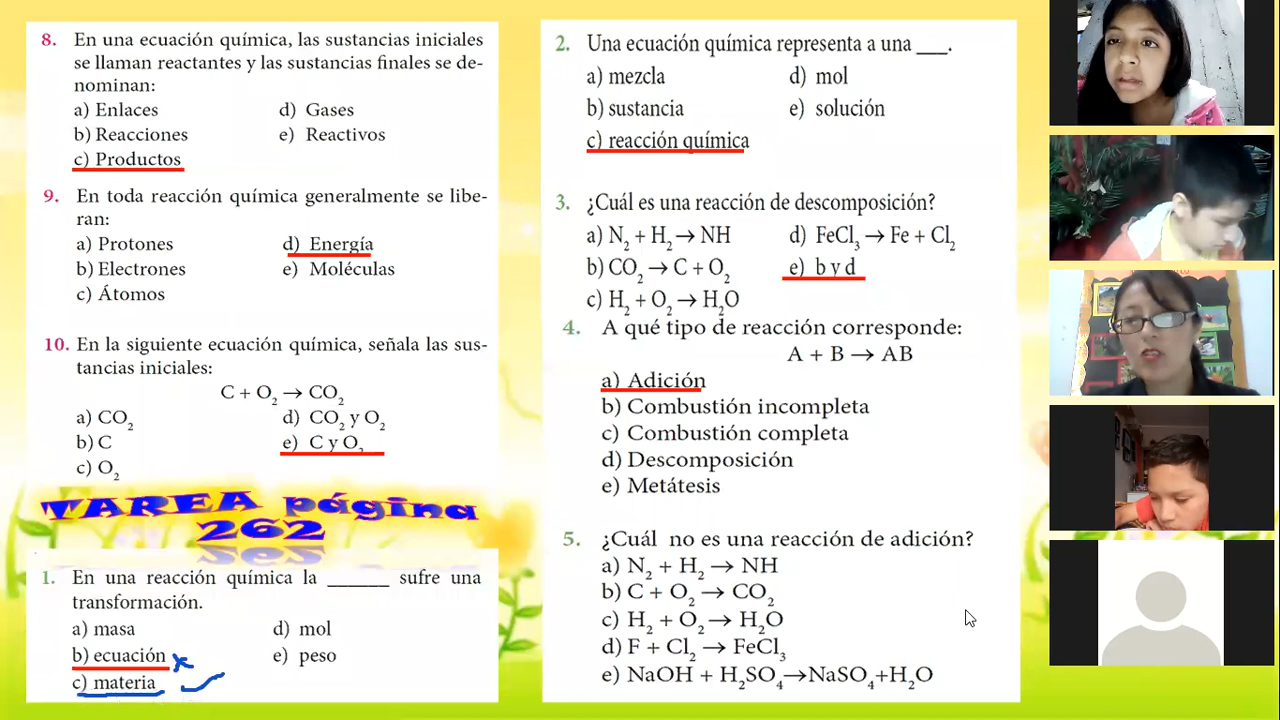 8. En una ecuación química, las sustancias iniciales
se llaman reactantes y las sustancias finales se de-
nominan:
a) Enlaces d) Gases
b) Reacciones e) Reactivos
c) Productos
9. En toda reacción química generalmente se libe-
ran:
a) Protones d) Energía
b) Electrones e) Moléculas
c) Átomos
10. En la siguiente ecuación química, señala las sus-
tancias iniciales:
C + O₂ → CO₂
a) CO₂ d) CO₂ y O₂
b) C e) C y O₂
c) O₂
TAREA página
262
1. En una reacción química la ______ sufre una
transformación.
a) masa d) mol
b) ecuación e) peso
c) materia
2. Una ecuación química representa a una ___.
a) mezcla d) mol
b) sustancia e) solución
c) reacción química
3. ¿Cuál es una reacción de descomposición?
a) N₂ + H₂ → NH d) FeCl₃ → Fe + Cl₂
b) CO₂ → C + O₂ e) b y d
c) H₂ + O₂ → H₂O
4. A qué tipo de reacción corresponde:
A + B → AB
a) Adición
b) Combustión incompleta
c) Combustión completa
d) Descomposición
e) Metátesis
5. ¿Cuál no es una reacción de adición?
a) N₂ + H₂ → NH
b) C + O₂ → CO₂
c) H₂ + O₂ → H₂O
d) F + Cl₂ → FeCl₃
e) NaOH + H₂SO₄→NaSO₄+H₂O